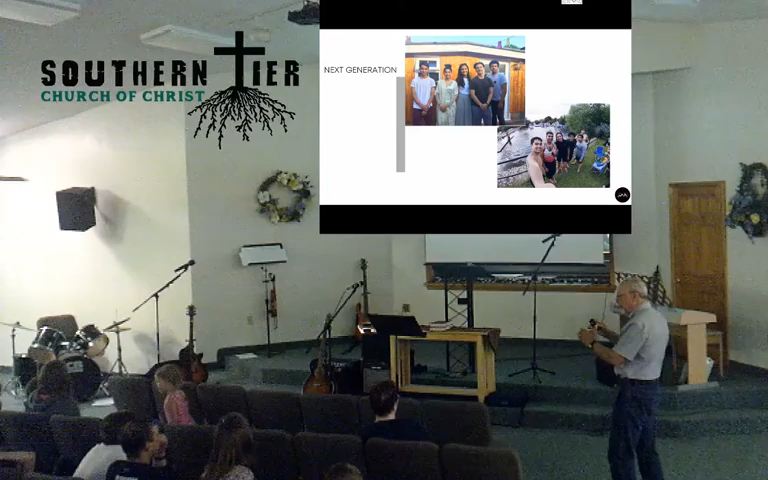 SOUTHERN TIER
CHURCH OF CHRIST
NEXT GENERATION